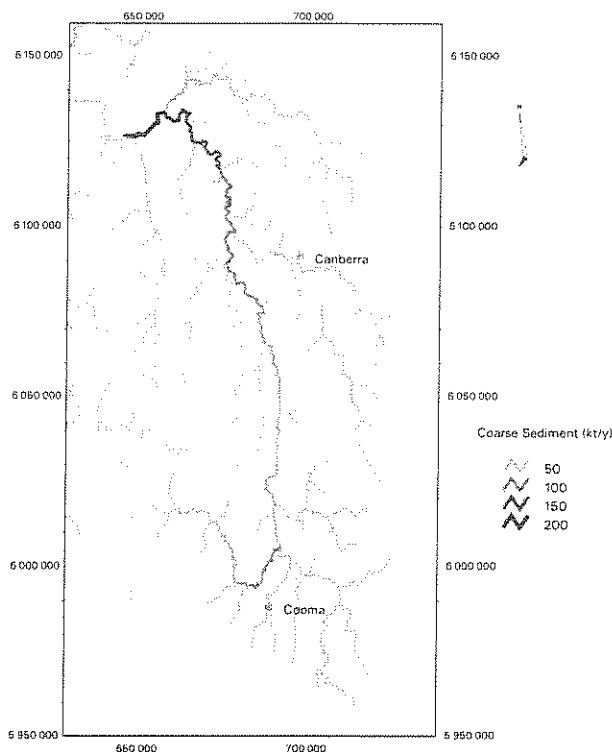 650 000 700 000
6 150 000 6 150 000
6 100 000 6 100 000
Canberra
6 050 000 6 050 000
Coarse Sediment (kt/y)
50
100
150
200
6 000 000 6 000 000
Cooma
5 950 000 5 950 000
650 000 700 000